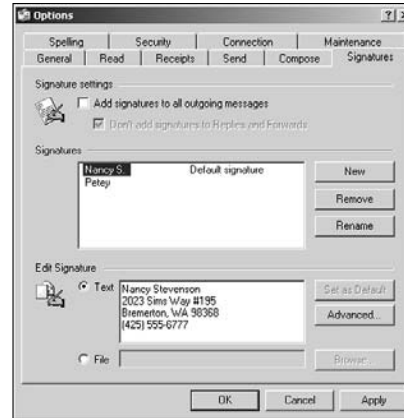 Options
Spelling Security Connection Maintenance
General Read Receipts Send Compose Signatures
Signature settings
Add signatures to all outgoing messages
Don't add signatures to Replies and Forwards
Signatures
Nancy S. Default signature
Petey
New
Remove
Rename
Edit Signature
Text
Nancy Stevenson
2023 Sims Way #195
Bremerton, WA 98368
(425) 555-6777
Set as Default
Advanced...
File
Browse...
OK Cancel Apply